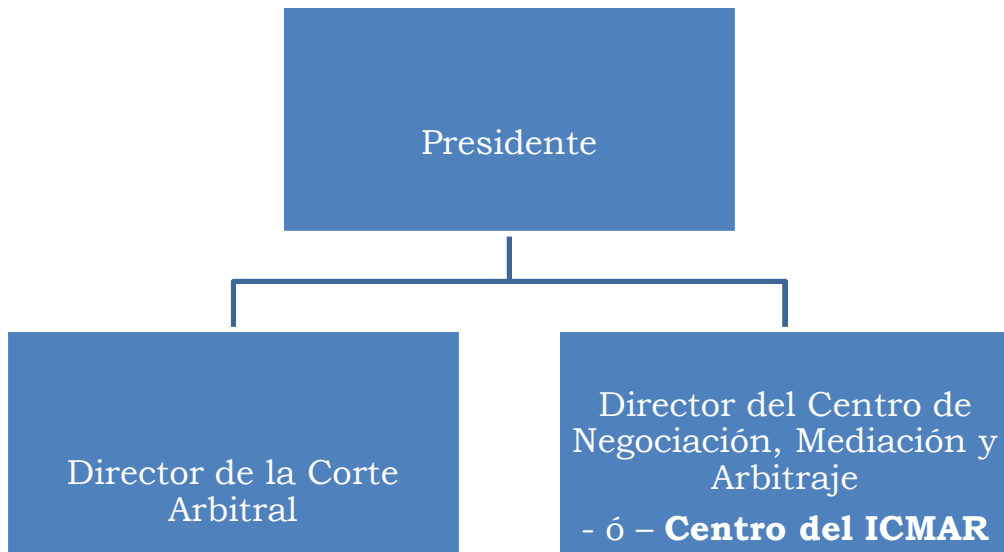 Presidente
Director de la Corte
Arbitral
Director del Centro de
Negociación, Mediación y
Arbitraje
- ó – Centro del ICMAR